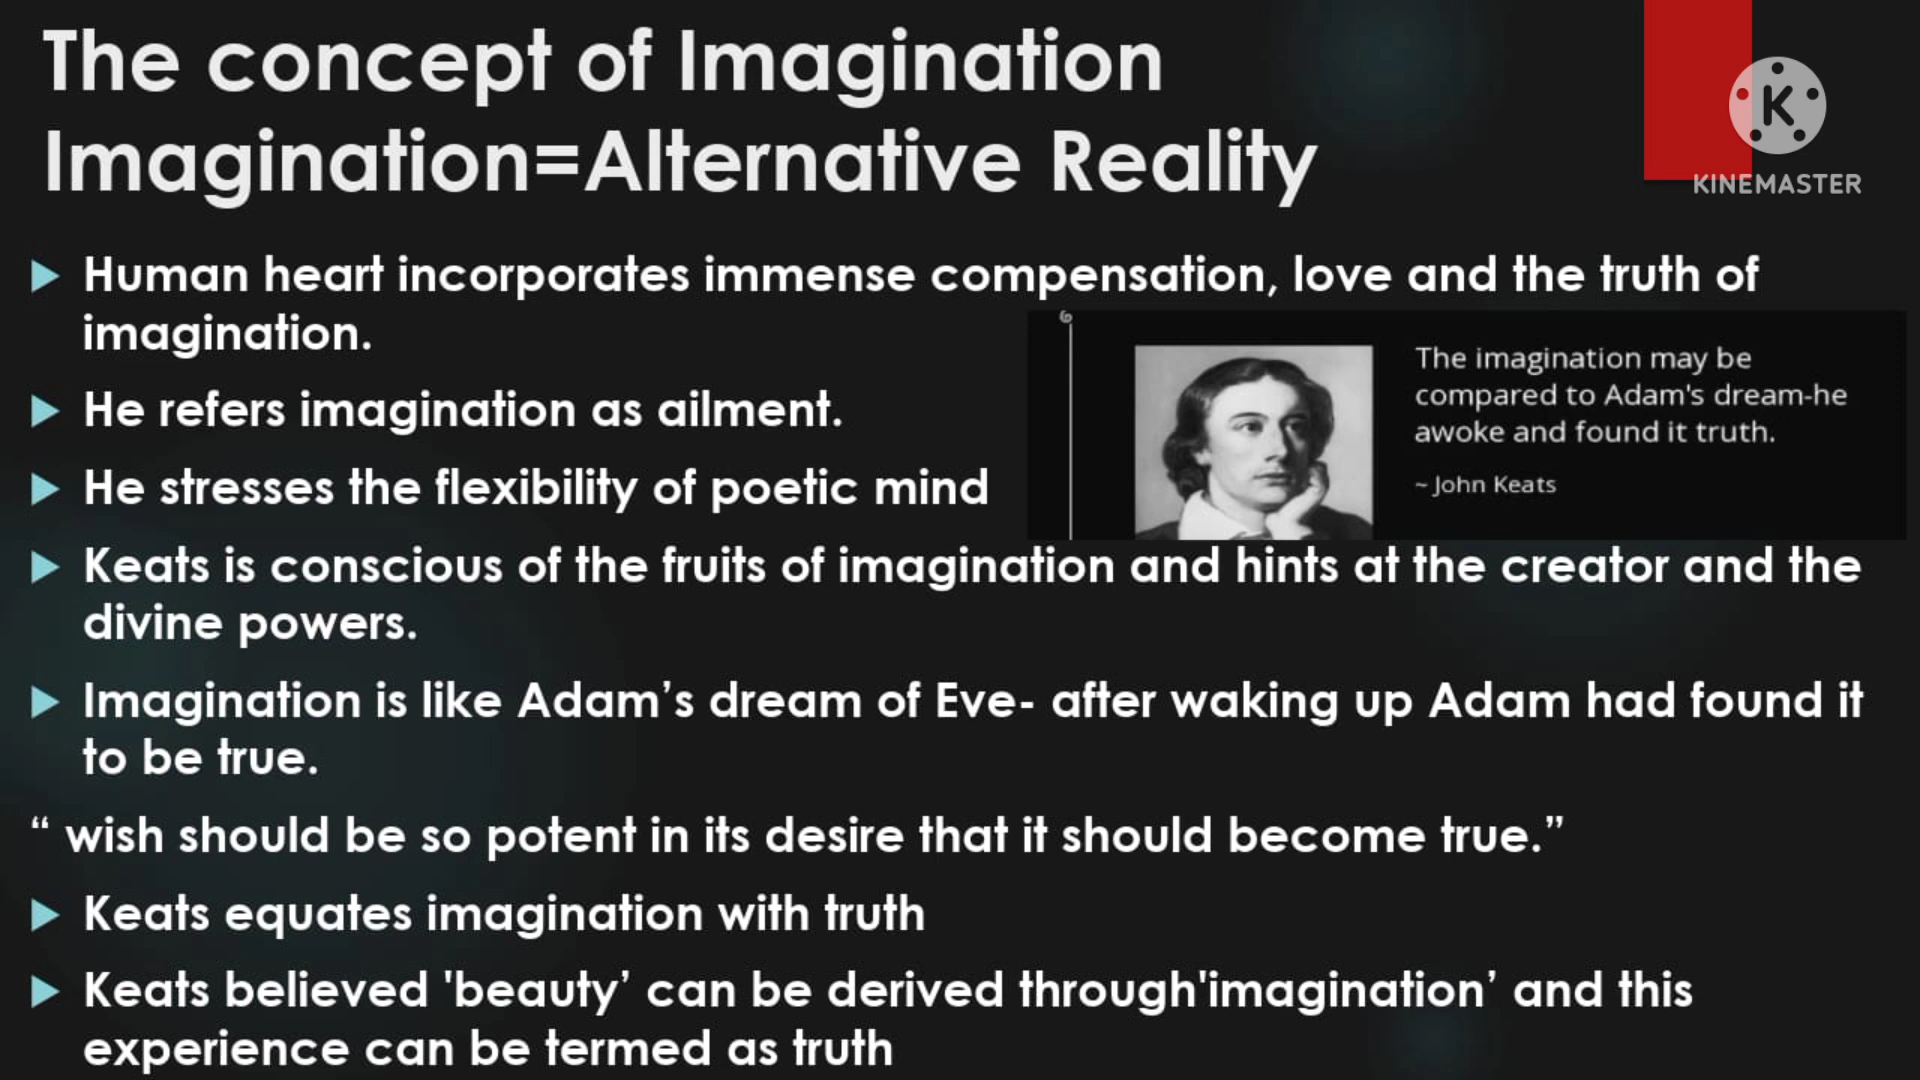 The concept of Imagination
Imagination=Alternative Reality
K
KINEMASTER
Human heart incorporates immense compensation, love and the truth of
imagination.
The imagination may be
compared to Adam's dream-he
awoke and found it truth.
~ John Keats
He refers imagination as ailment.
He stresses the flexibility of poetic mind
Keats is conscious of the fruits of imagination and hints at the creator and the
divine powers.
Imagination is like Adam’s dream of Eve- after waking up Adam had found it
to be true.
“ wish should be so potent in its desire that it should become true.”
Keats equates imagination with truth
Keats believed 'beauty’ can be derived through'imagination’ and this
experience can be termed as truth